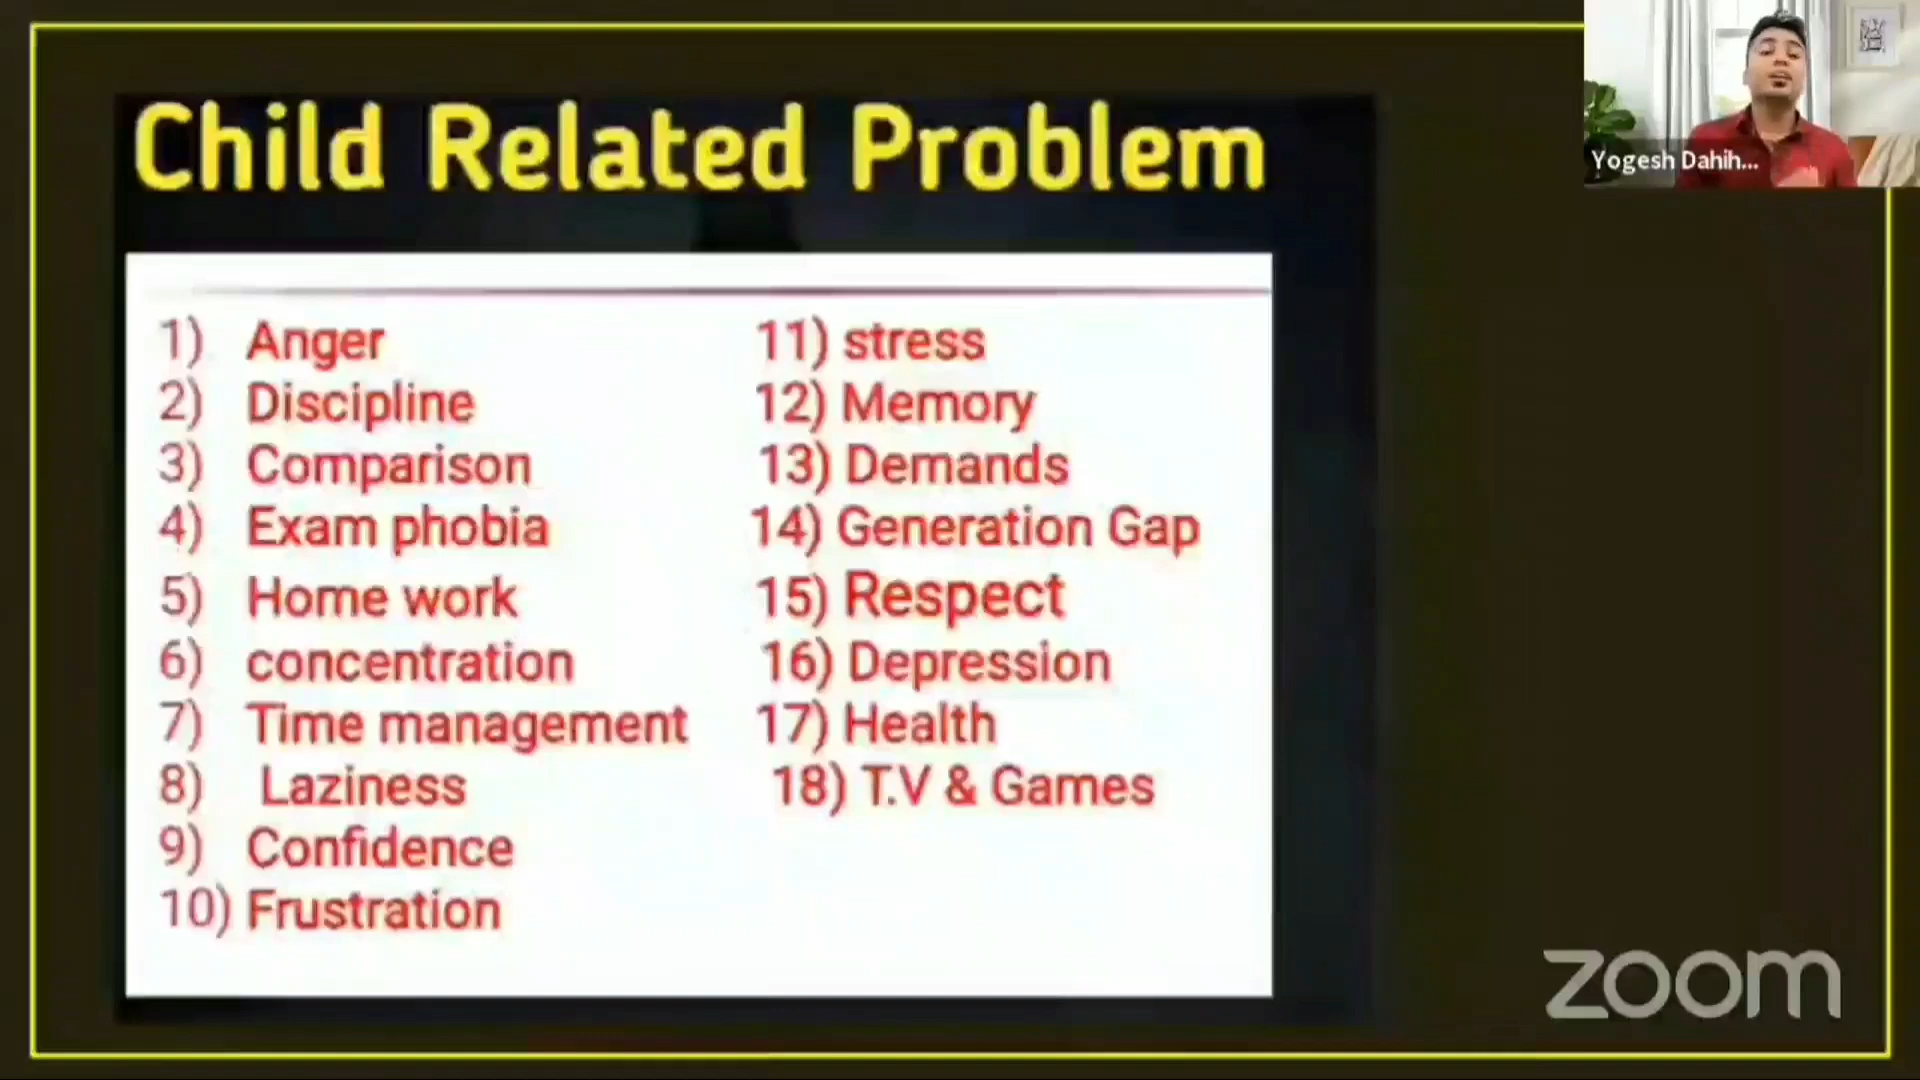 Child Related Problem
Yogesh Dahih...
1) Anger
2) Discipline
3) Comparison
4) Exam phobia
5) Home work
6) concentration
7) Time management
8) Laziness
9) Confidence
10) Frustration
11) stress
12) Memory
13) Demands
14) Generation Gap
15) Respect
16) Depression
17) Health
18) T.V & Games
zoom